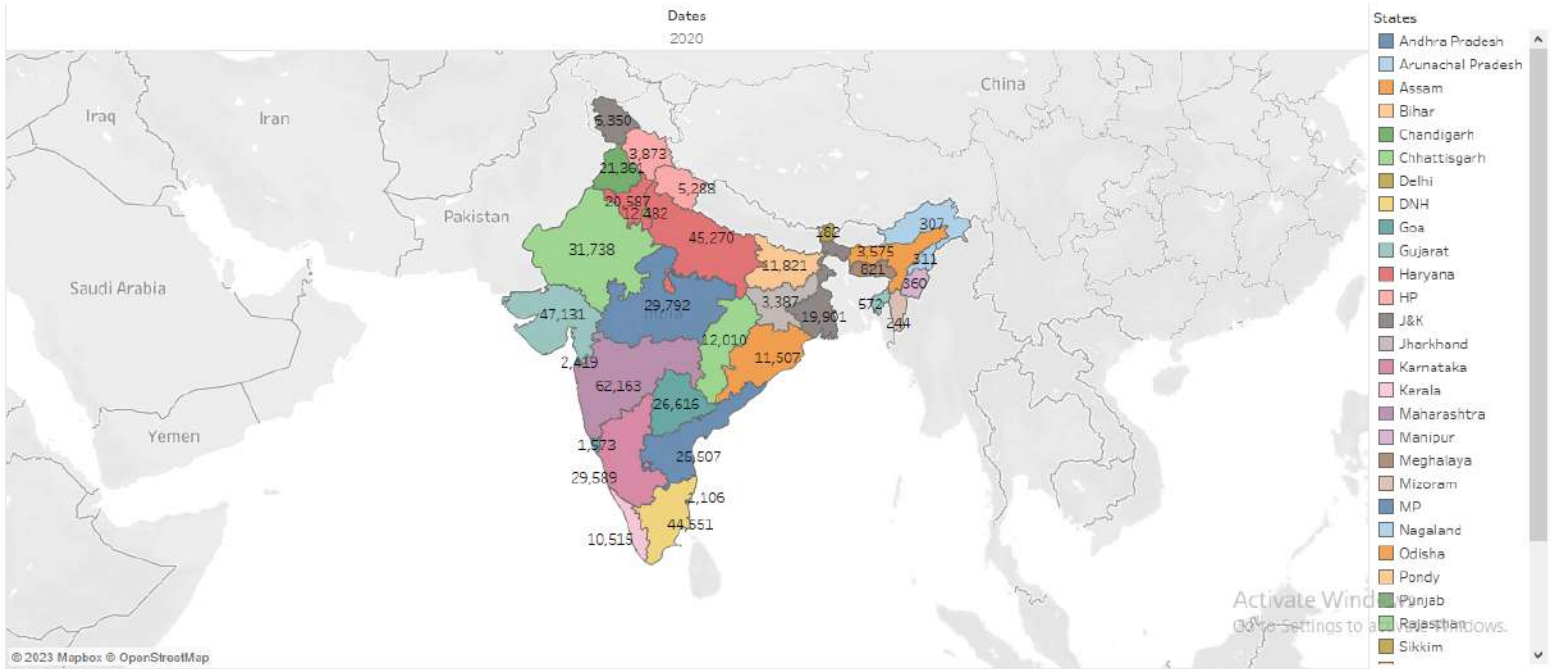 Dates
2020
States
Andhra Pradesh
Arunachal Pradesh
Assam
Bihar
Chandigarh
Chhattisgarh
Delhi
DNH
Goa
Gujarat
Haryana
HP
J&K
Jharkhand
Karnataka
Kerala
Maharashtra
Manipur
Meghalaya
Mizoram
MP
Nagaland
Odisha
Pondy
Punjab
Rajasthan
Sikkim
China
Iraq
Iran
Pakistan
Saudi Arabia
Yemen
3,873
21,361
5,288
20,587
12,482
45,270
31,738
182
307
3,575
311
11,821
821
360
3,387
29,792
47,131
19,901
244
12,010
11,507
2,419
62,163
26,616
1,573
29,589
44,551
10,515
Activate Windows
Go to Settings to activate Windows.
© 2023 Mapbox © OpenStreetMap